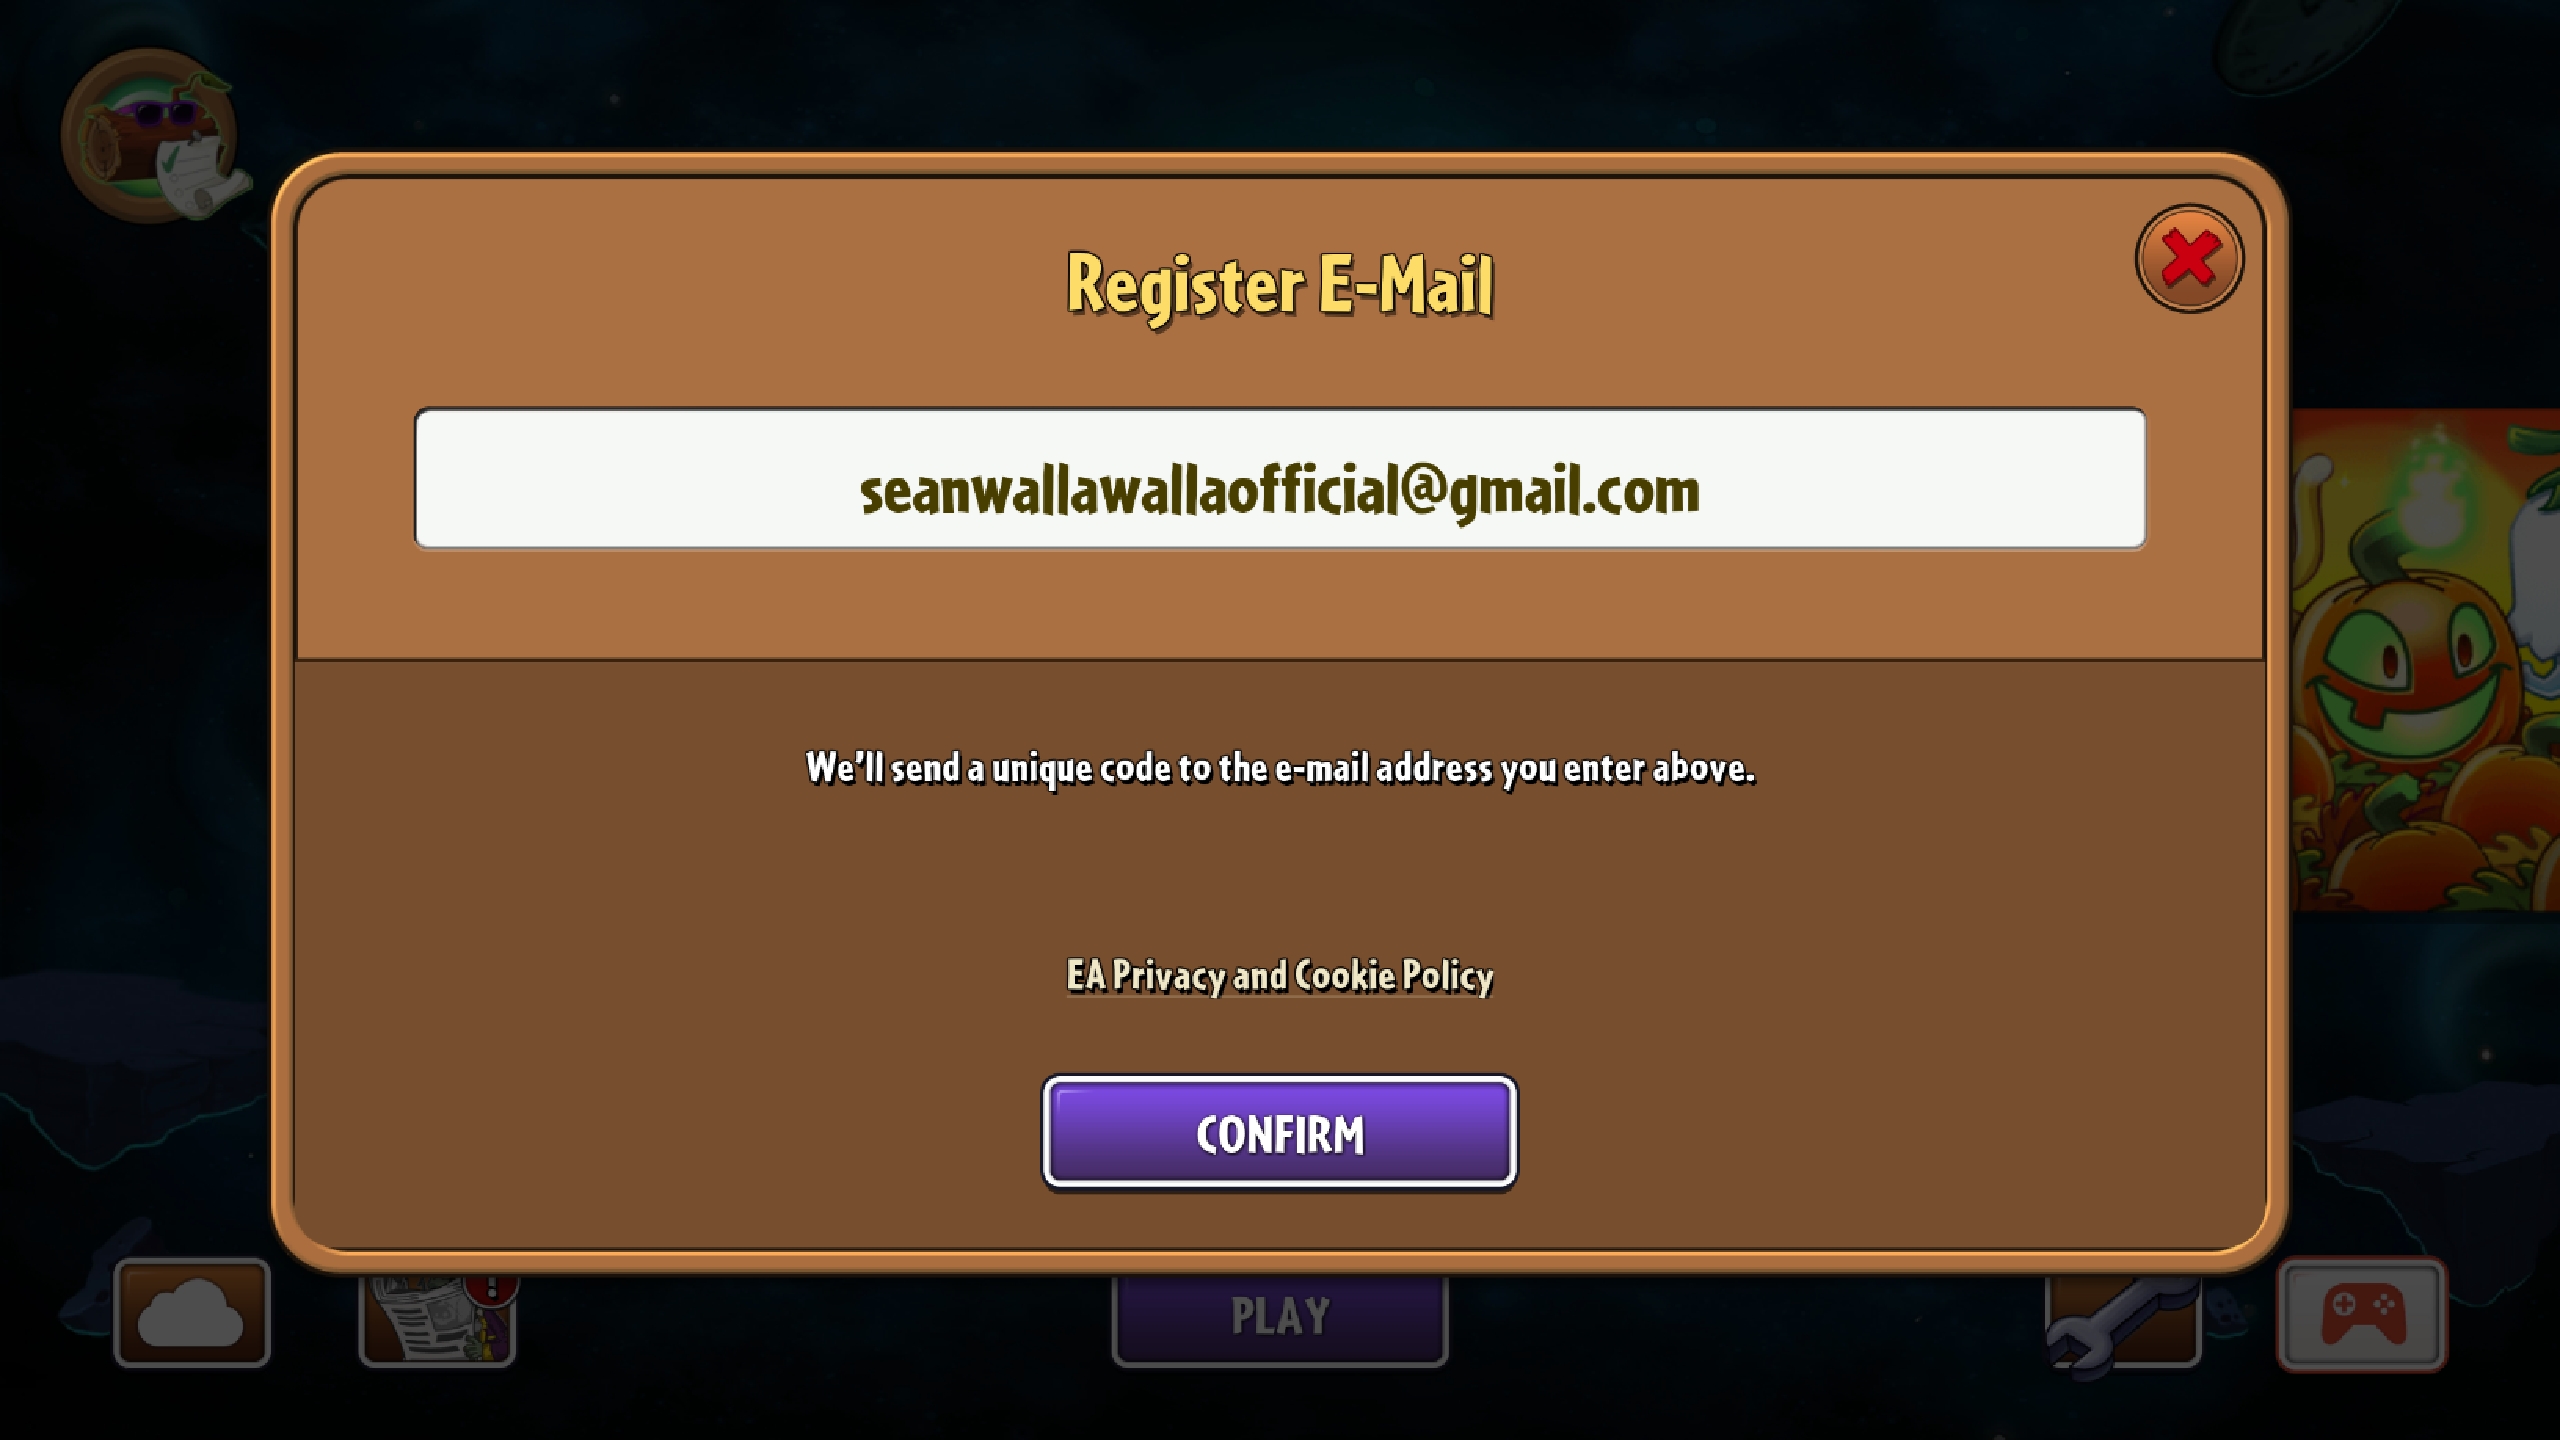 Register E-Mail
seanwallawallaofficial@gmail.com
We'll send a unique code to the e-mail address you enter above.
EA Privacy and Cookie Policy
CONFIRM
PLAY